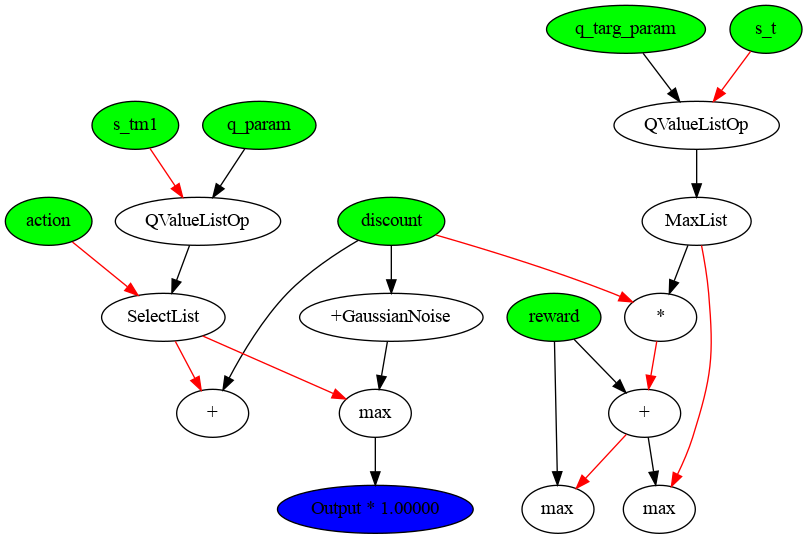 q_targ_param
s_t
s_tm1
q_param
QValueListOp
action
QValueListOp
discount
MaxList
SelectList
+GaussianNoise
reward
*
+
max
+
Output * 1.00000
max
max